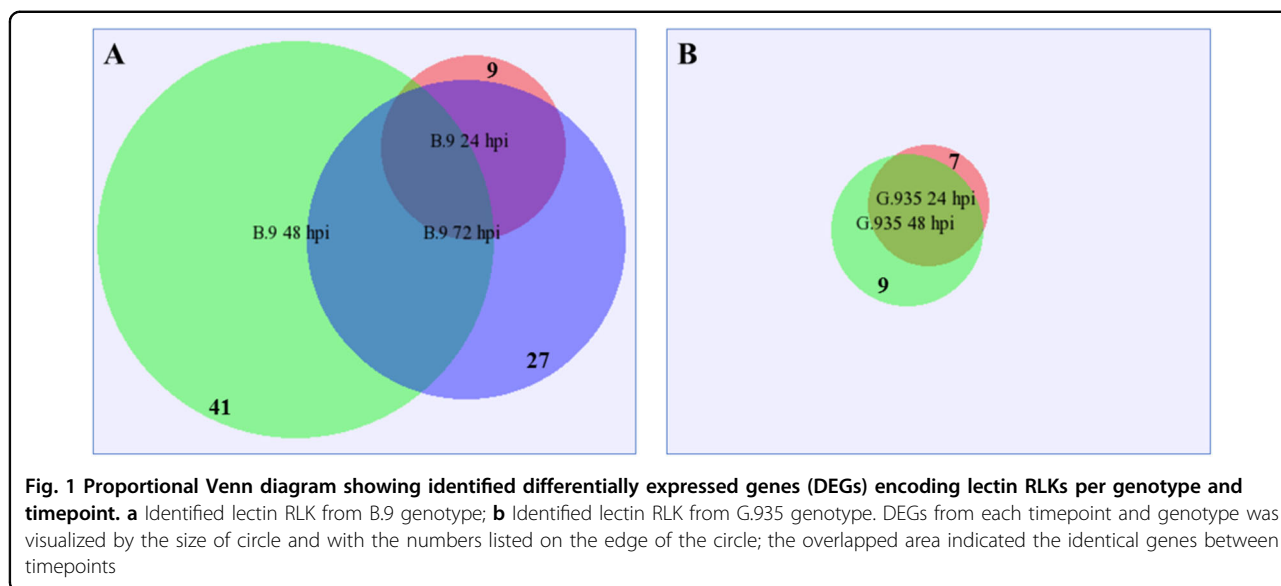 A
9
B.9 24 hpi
B.9 48 hpi
B.9 72 hpi
27
41
B
7
G.935 24 hpi
G.935 48 hpi
9
Fig. 1 Proportional Venn diagram showing identified differentially expressed genes (DEGs) encoding lectin RLKs per genotype and
timepoint. a Identified lectin RLK from B.9 genotype; b Identified lectin RLK from G.935 genotype. DEGs from each timepoint and genotype was
visualized by the size of circle and with the numbers listed on the edge of the circle; the overlapped area indicated the identical genes between
timepoints